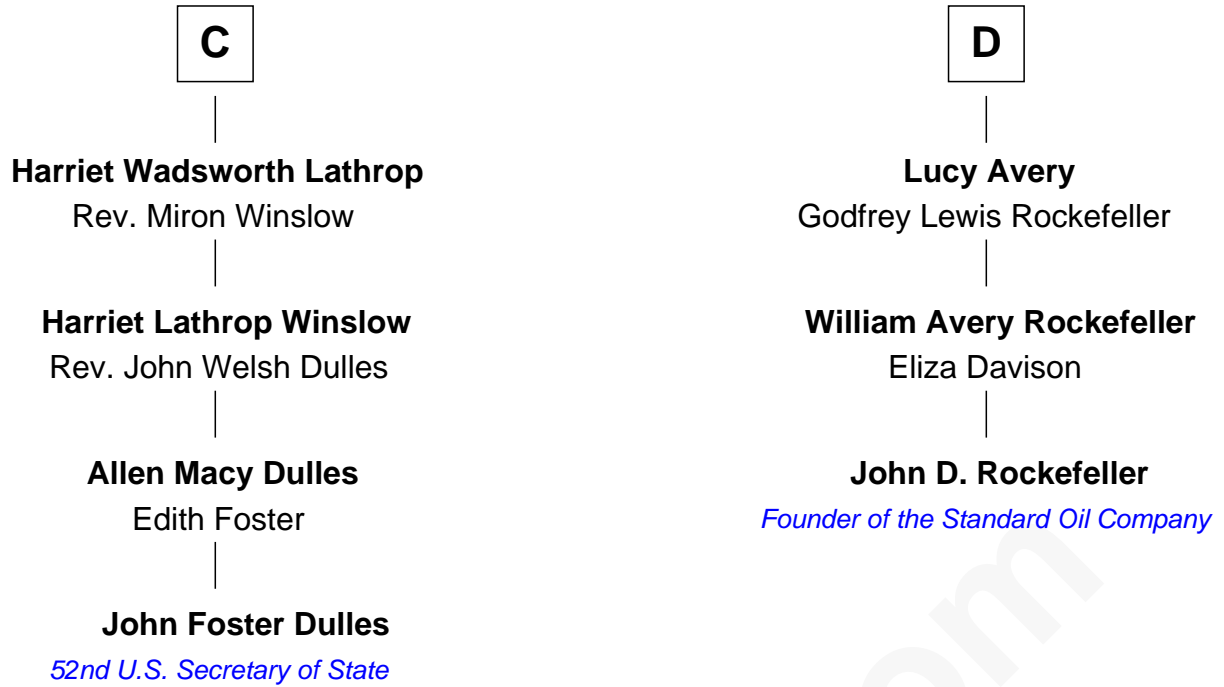 C
Harriet Wadsworth Lathrop
Rev. Miron Winslow
Harriet Lathrop Winslow
Rev. John Welsh Dulles
Allen Macy Dulles
Edith Foster
John Foster Dulles
52nd U.S. Secretary of State
D
Lucy Avery
Godfrey Lewis Rockefeller
William Avery Rockefeller
Eliza Davison
John D. Rockefeller
Founder of the Standard Oil Company
om